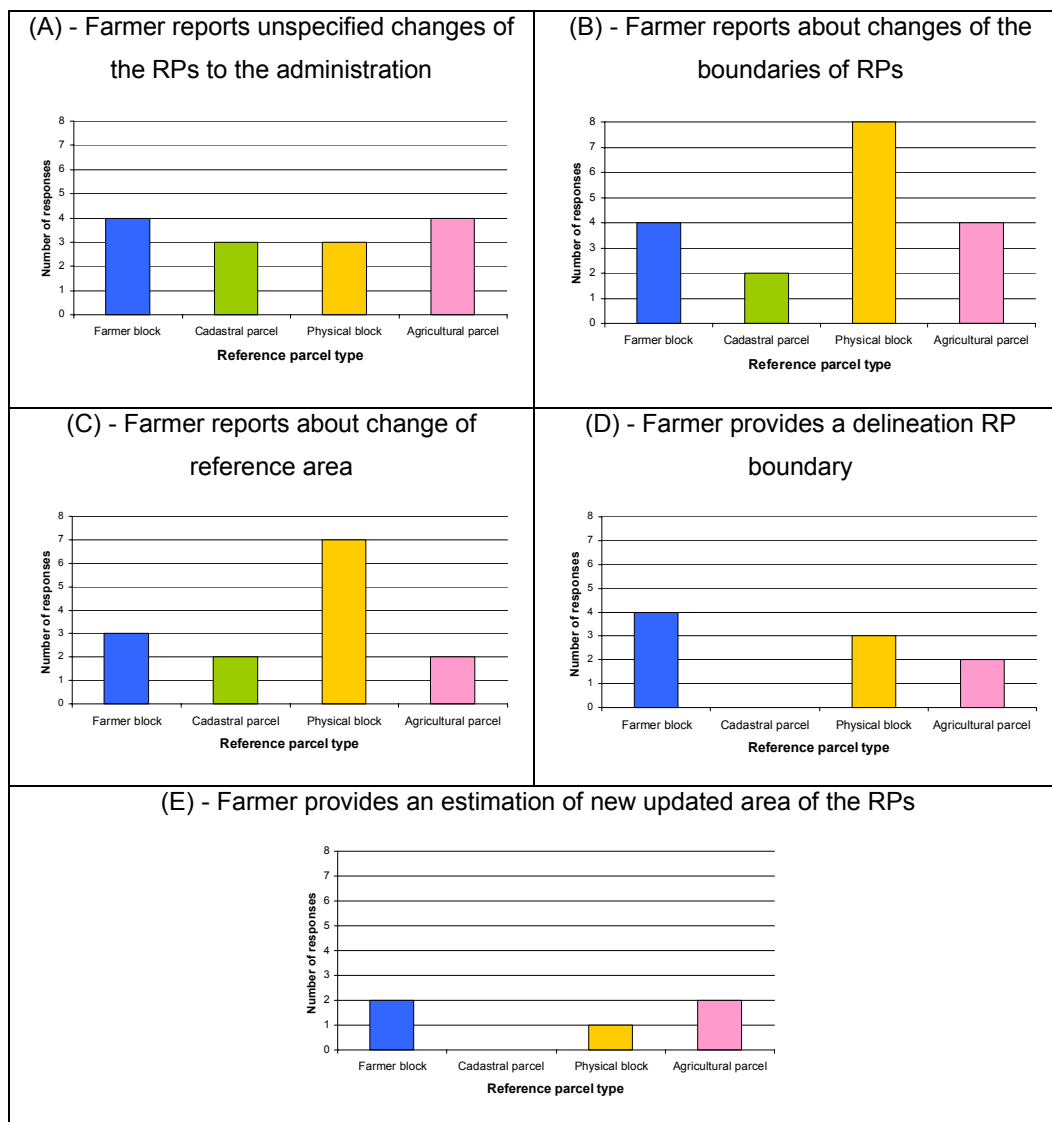 (A) - Farmer reports unspecified changes of
the RPs to the administration
8
7
6
5
4
3
2
1
0
Number of responses
Farmer block Cadastral parcel Physical block Agricultural parcel
Reference parcel type
(B) - Farmer reports about changes of the
boundaries of RPs
8
7
6
5
4
3
2
1
0
Number of responses
Farmer block Cadastral parcel Physical block Agricultural parcel
Reference parcel type
(C) - Farmer reports about change of
reference area
8
7
6
5
4
3
2
1
0
Number of responses
Farmer block Cadastral parcel Physical block Agricultural parcel
Reference parcel type
(D) - Farmer provides a delineation RP
boundary
8
7
6
5
4
3
2
1
0
Number of responses
Farmer block Cadastral parcel Physical block Agricultural parcel
Reference parcel type
(E) - Farmer provides an estimation of new updated area of the RPs
8
7
6
5
4
3
2
1
0
Number of responses
Farmer block Cadastral parcel Physical block Agricultural parcel
Reference parcel type